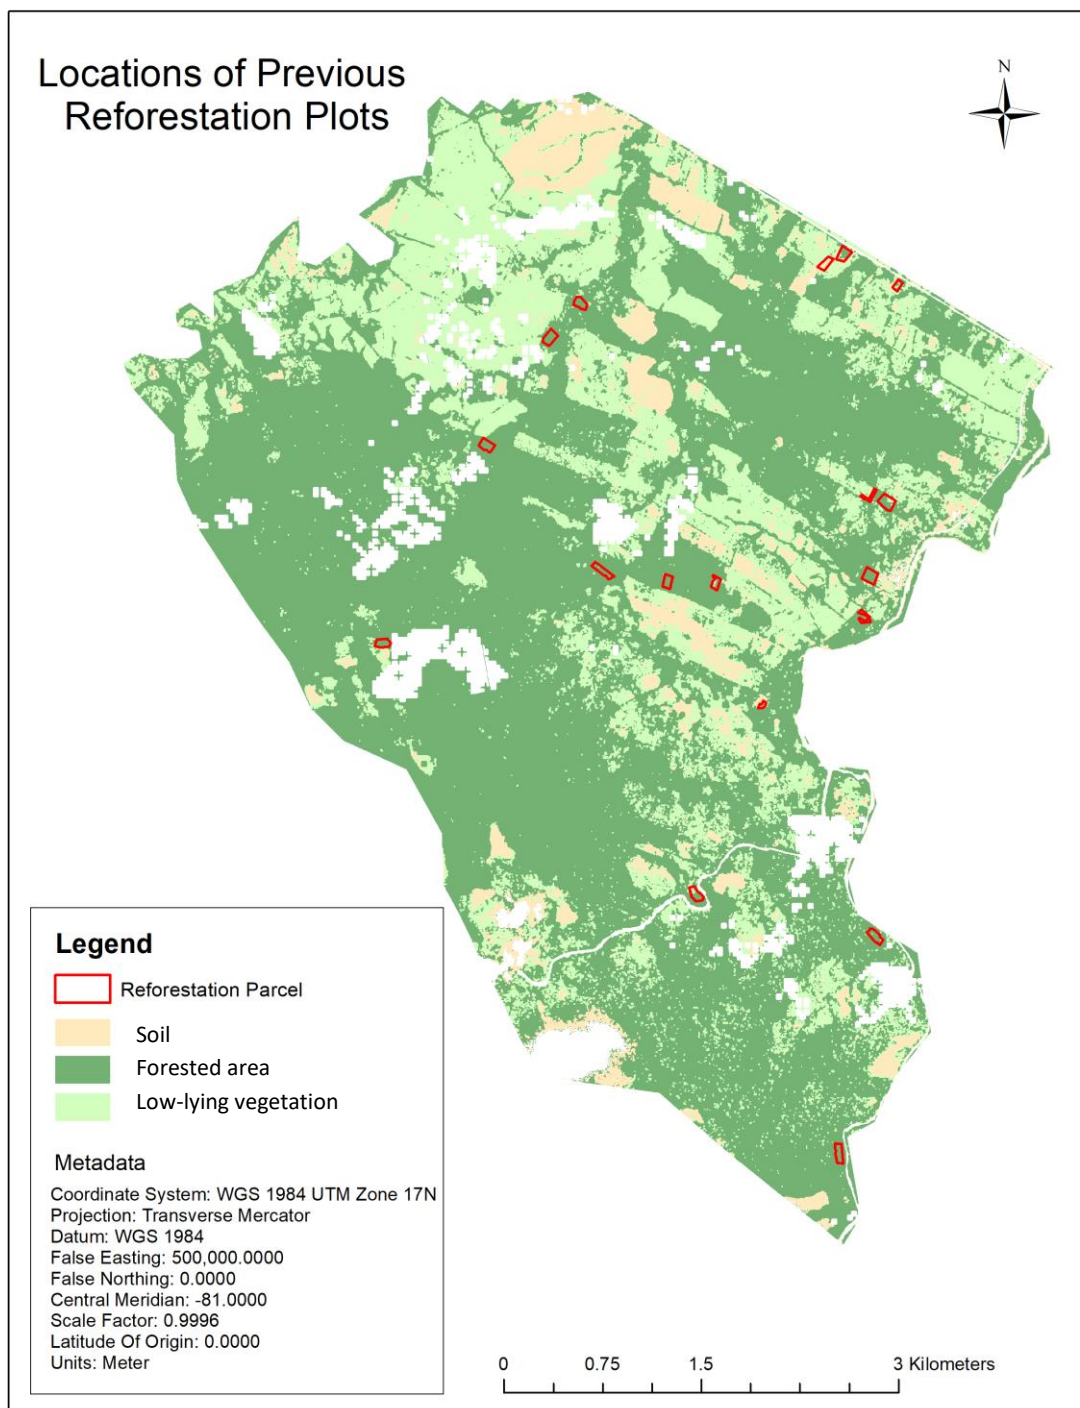 Locations of Previous
Reforestation Plots
N
Legend
Reforestation Parcel
Soil
Forested area
Low-lying vegetation
Metadata
Coordinate System: WGS 1984 UTM Zone 17N
Projection: Transverse Mercator
Datum: WGS 1984
False Easting: 500,000.0000
False Northing: 0.0000
Central Meridian: -81.0000
Scale Factor: 0.9996
Latitude Of Origin: 0.0000
Units: Meter
0 0.75 1.5 3 Kilometers